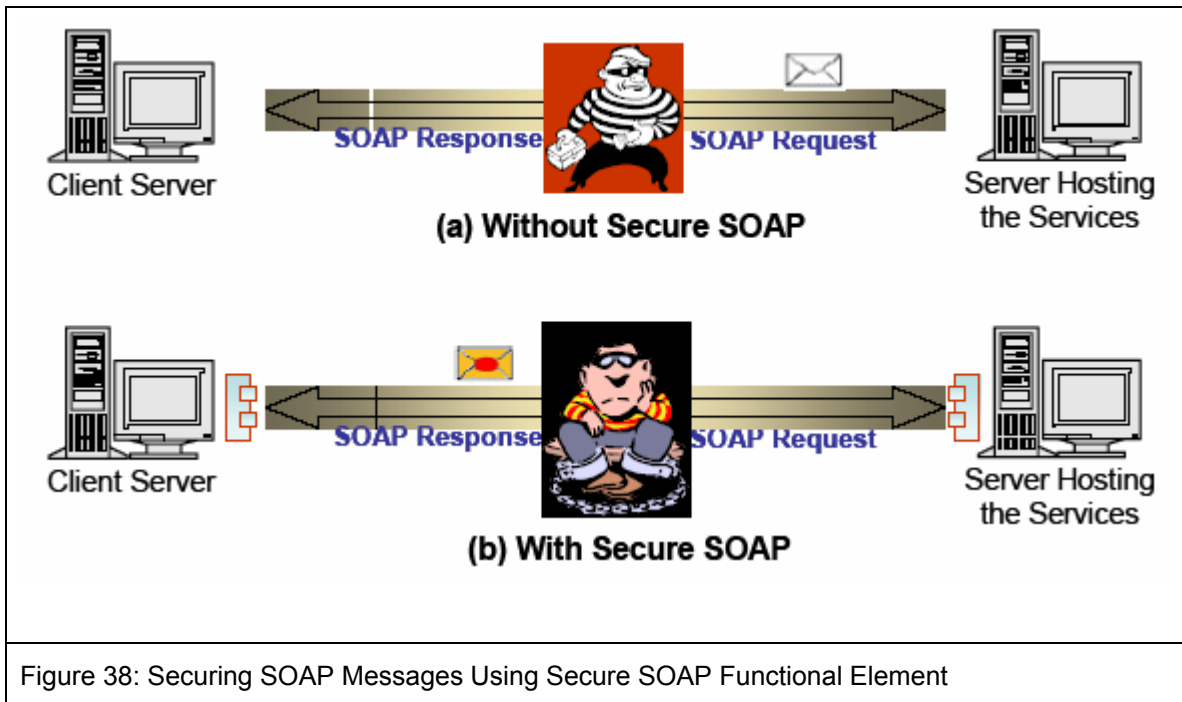 SOAP Response
SOAP Request
Client Server
Server Hosting
the Services
(a) Without Secure SOAP
SOAP Response
SOAP Request
Client Server
Server Hosting
the Services
(b) With Secure SOAP
Figure 38: Securing SOAP Messages Using Secure SOAP Functional Element